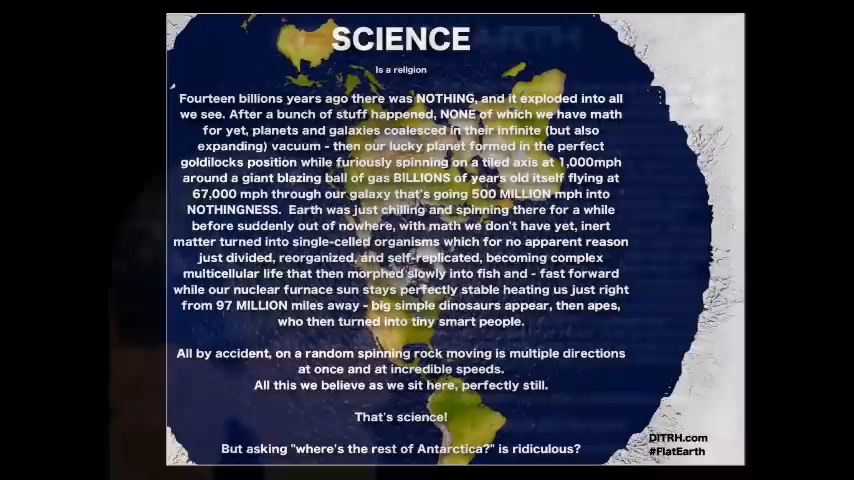 SCIENCE
Is a religion
Fourteen billions years ago there was NOTHING, and it exploded into all
we see. After a bunch of stuff happened, NONE of which we have math
for yet, planets and galaxies coalesced in their infinite (but also
expanding) vacuum - then our lucky planet formed in the perfect
goldilocks position while furiously spinning on a tiled axis at 1,000mph
around a giant blazing ball of gas BILLIONS of years old itself flying at
67,000 mph through our galaxy that's going 500 MILLION mph into
NOTHINGNESS. Earth was just chilling and spinning there for a while
before suddenly out of nowhere, with math we don't have yet, inert
matter turned into single-celled organisms which for no apparent reason
just divided, reorganized, and self-replicated, becoming complex
multicellular life that then morphed slowly into fish and - fast forward
while our nuclear furnace sun stays perfectly stable heating us just right
from 97 MILLION miles away - big simple dinosaurs appear, then apes,
who then turned into tiny smart people.
All by accident, on a random spinning rock moving is multiple directions
at once and at incredible speeds.
All this we believe as we sit here, perfectly still.
That's science!
But asking "where's the rest of Antarctica?" is ridiculous?
DITRH.com
#FlatEarth